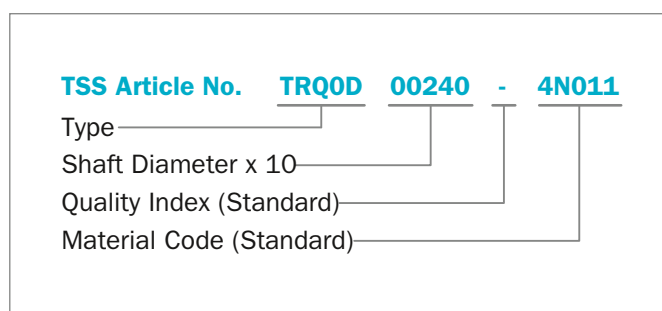 TSS Article No. TRQ0D 00240 - 4N011
Type
Shaft Diameter x 10
Quality Index (Standard)
Material Code (Standard)